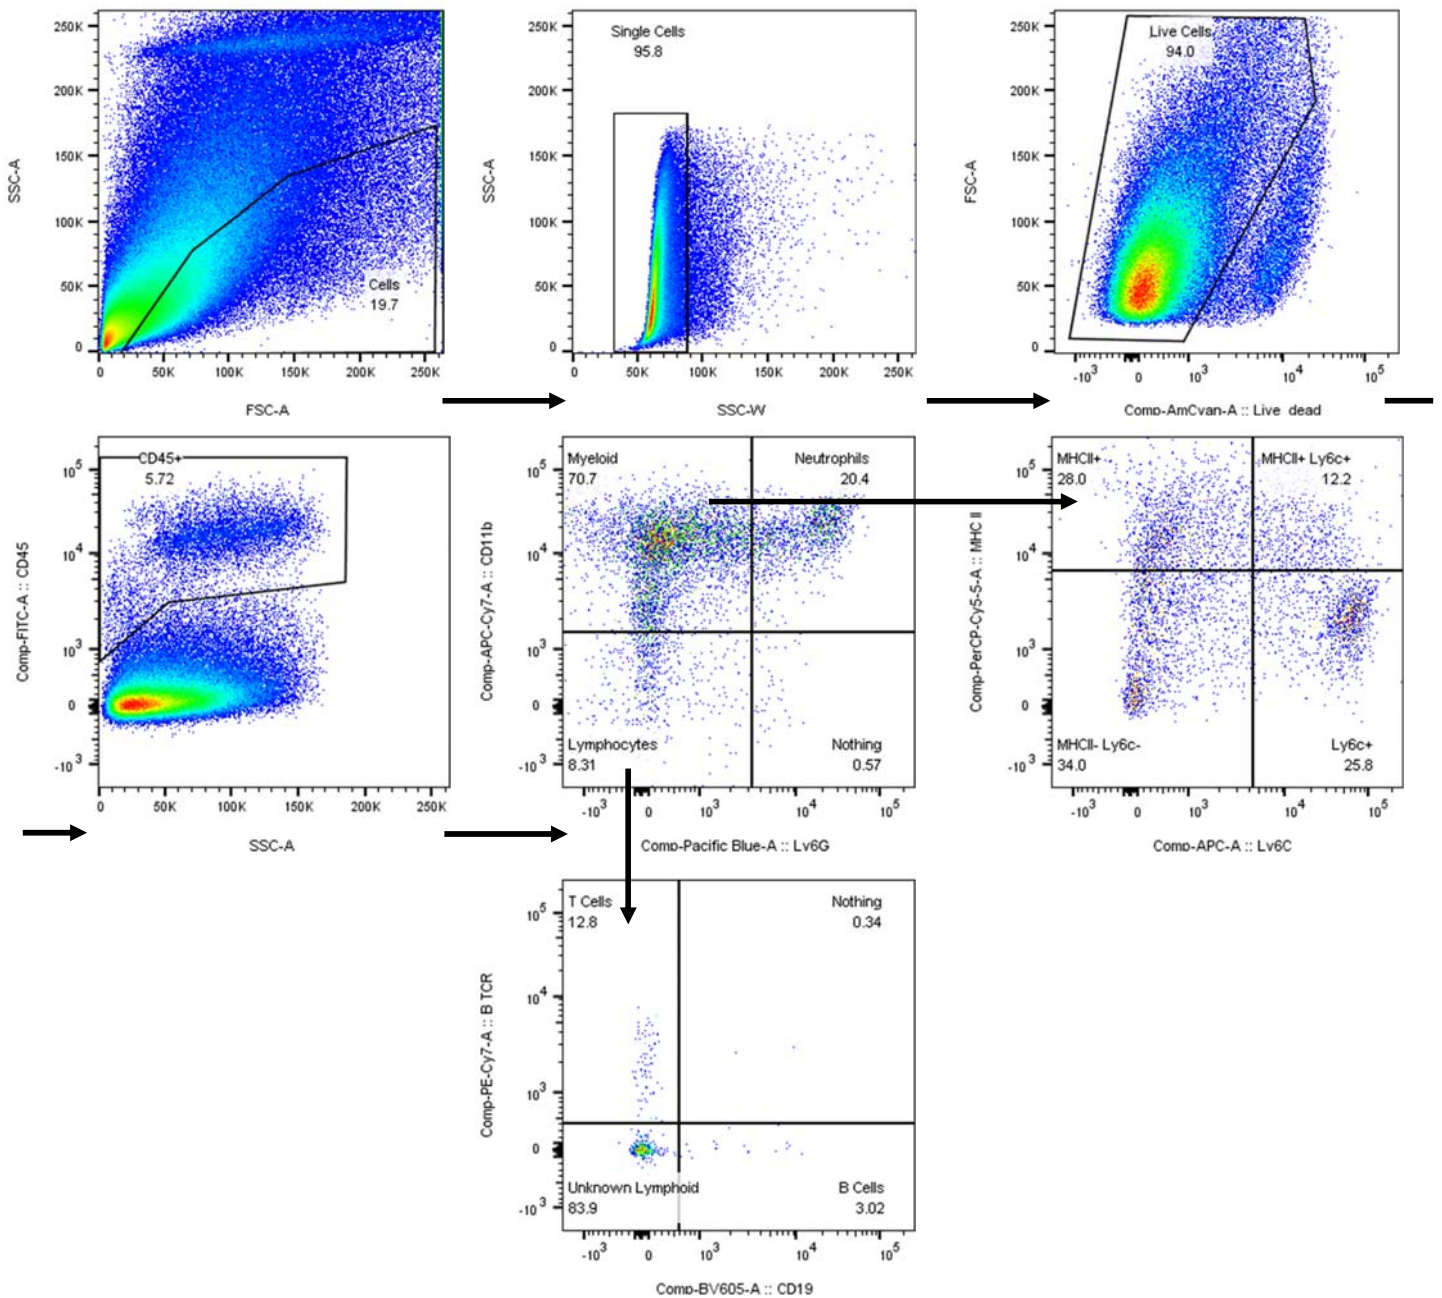 250K
200K
150K
100K
50K
0
SSC-A
Cells
19.7
0 50K 100K 150K 200K 250K
FSC-A
250K
200K
150K
100K
50K
0
SSC-A
Single Cells
95.8
0 50K 100K 150K 200K 250K
SSC-W
250K
200K
150K
100K
50K
0
FSC-A
Live Cells
94.0
-10^3 0 10^3 10^4 10^5
Comp-AmCyan-A :: Live dead
10^5
10^4
10^3
0
-10^3
Comp-FITC-A :: CD45
CD45+
5.72
0 50K 100K 150K 200K 250K
SSC-A
10^5
10^4
10^3
0
-10^3
Comp-APC-Cy7-A :: CD11b
Myeloid
70.7
Neutrophils
20.4
Lymphocytes
8.31
Nothing
0.57
-10^3 0 10^3 10^4 10^5
Comp-Pacific Blue-A :: Ly6G
10^5
10^4
10^3
0
-10^3
Comp-PerCP-Cy5-5-A :: MHC II
MHCII+
28.0
MHCII+ Ly6c+
12.2
MHCII- Ly6c-
34.0
Ly6c+
25.8
-10^3 0 10^3 10^4 10^5
Comp-APC-A :: Ly6C
10^5
10^4
10^3
0
-10^3
Comp-PE-Cy7-A :: B TCR
T Cells
12.8
Nothing
0.34
Unknown Lymphoid
83.9
B Cells
3.02
-10^3 0 10^3 10^4 10^5
Comp-BV605-A :: CD19